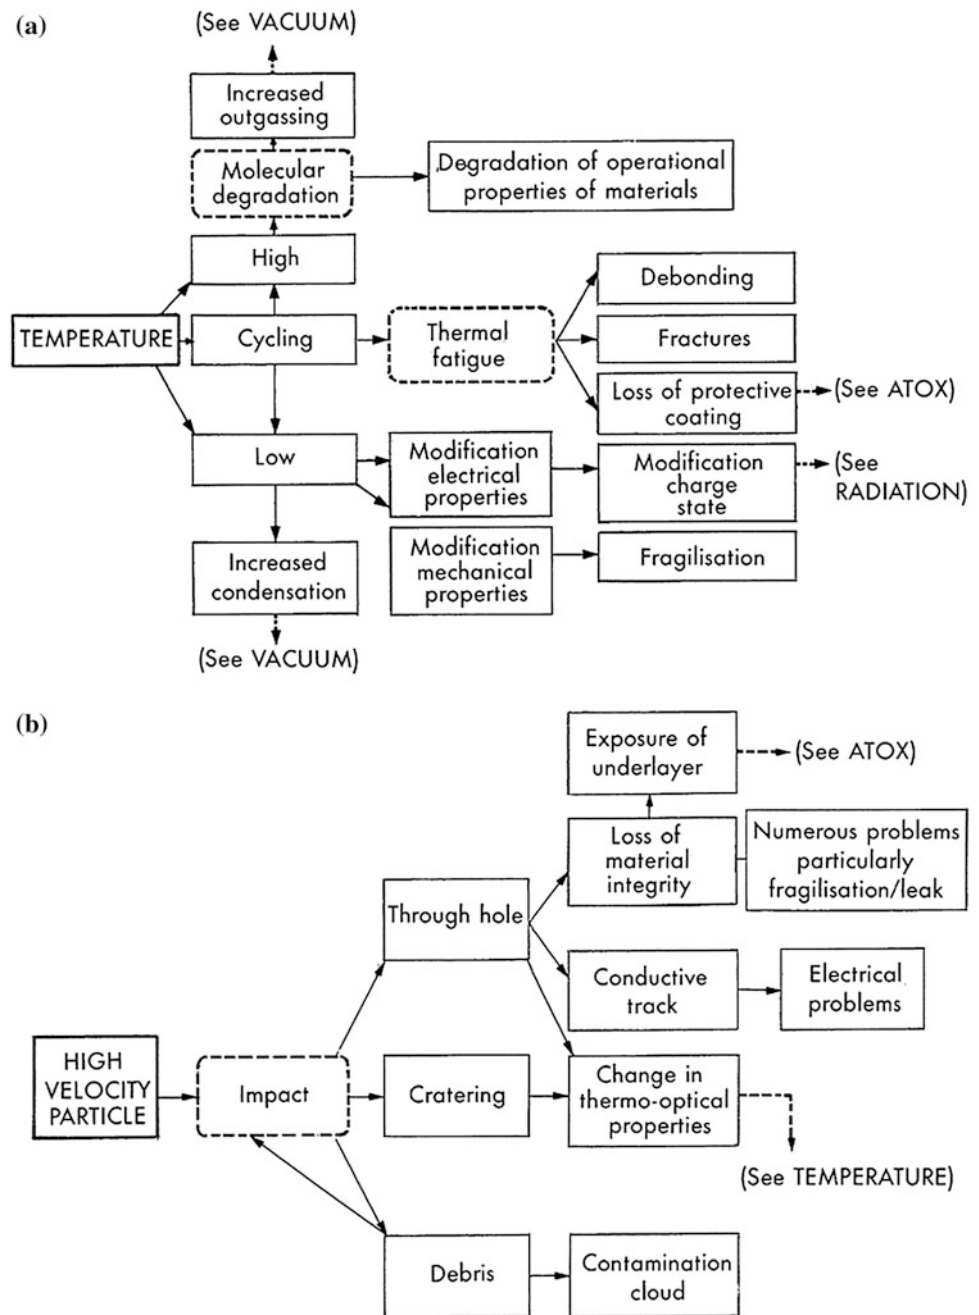 (a)
(See VACUUM)
Increased
outgassing
Molecular
degradation
Degradation of operational
properties of materials
High
Debonding
TEMPERATURE
Cycling
Thermal
fatigue
Fractures
Loss of protective
coating
(See ATOX)
Low
Modification
electrical
properties
Modification
charge
state
(See
RADIATION)
Increased
condensation
Modification
mechanical
properties
Fragilisation
(See VACUUM)
(b)
Exposure of
underlayer
(See ATOX)
Loss of
material
integrity
Numerous problems
particularly
fragilisation/leak
Through hole
Conductive
track
Electrical
problems
HIGH
VELOCITY
PARTICLE
Impact
Cratering
Change in
thermo-optical
properties
(See TEMPERATURE)
Debris
Contamination
cloud